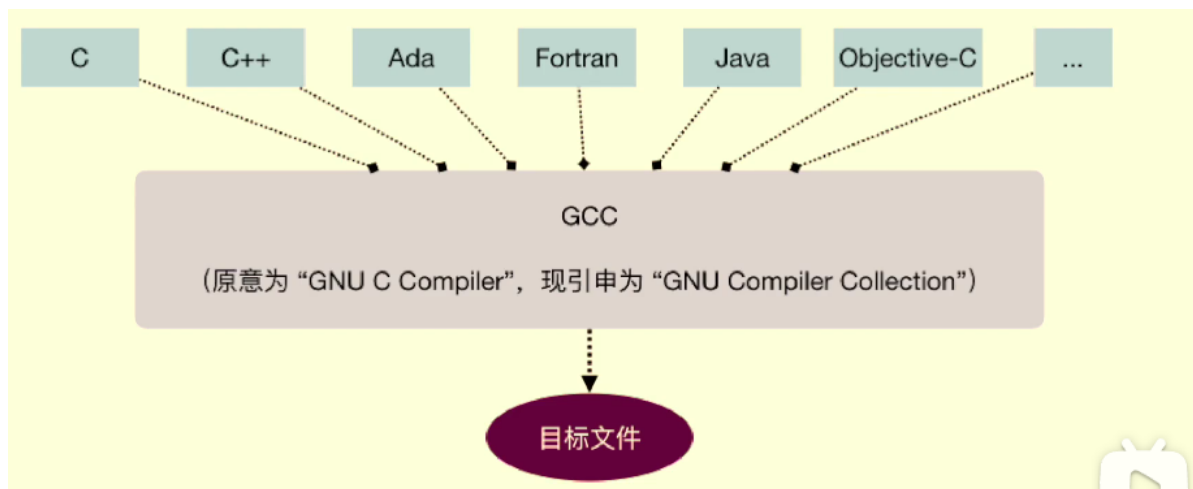 C
C++
Ada
Fortran
Java
Objective-C
...
GCC
（原意为 “GNU C Compiler”，现引申为 “GNU Compiler Collection”）
目标文件